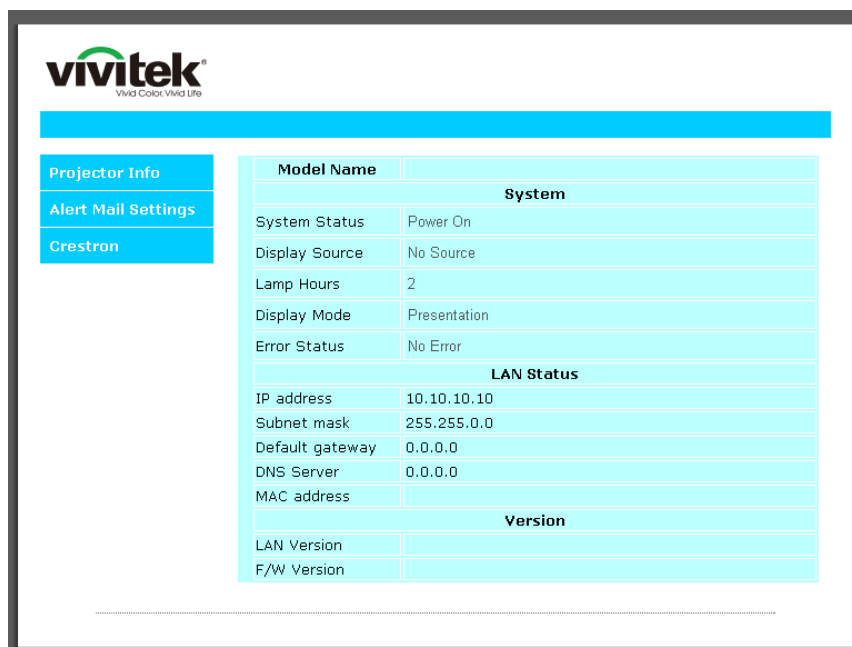 vivitek®
Vivid Color. Vivid Life
Projector Info
Alert Mail Settings
Crestron
Model Name
System
System Status Power On
Display Source No Source
Lamp Hours 2
Display Mode Presentation
Error Status No Error
LAN Status
IP address 10.10.10.10
Subnet mask 255.255.0.0
Default gateway 0.0.0.0
DNS Server 0.0.0.0
MAC address
Version
LAN Version
F/W Version